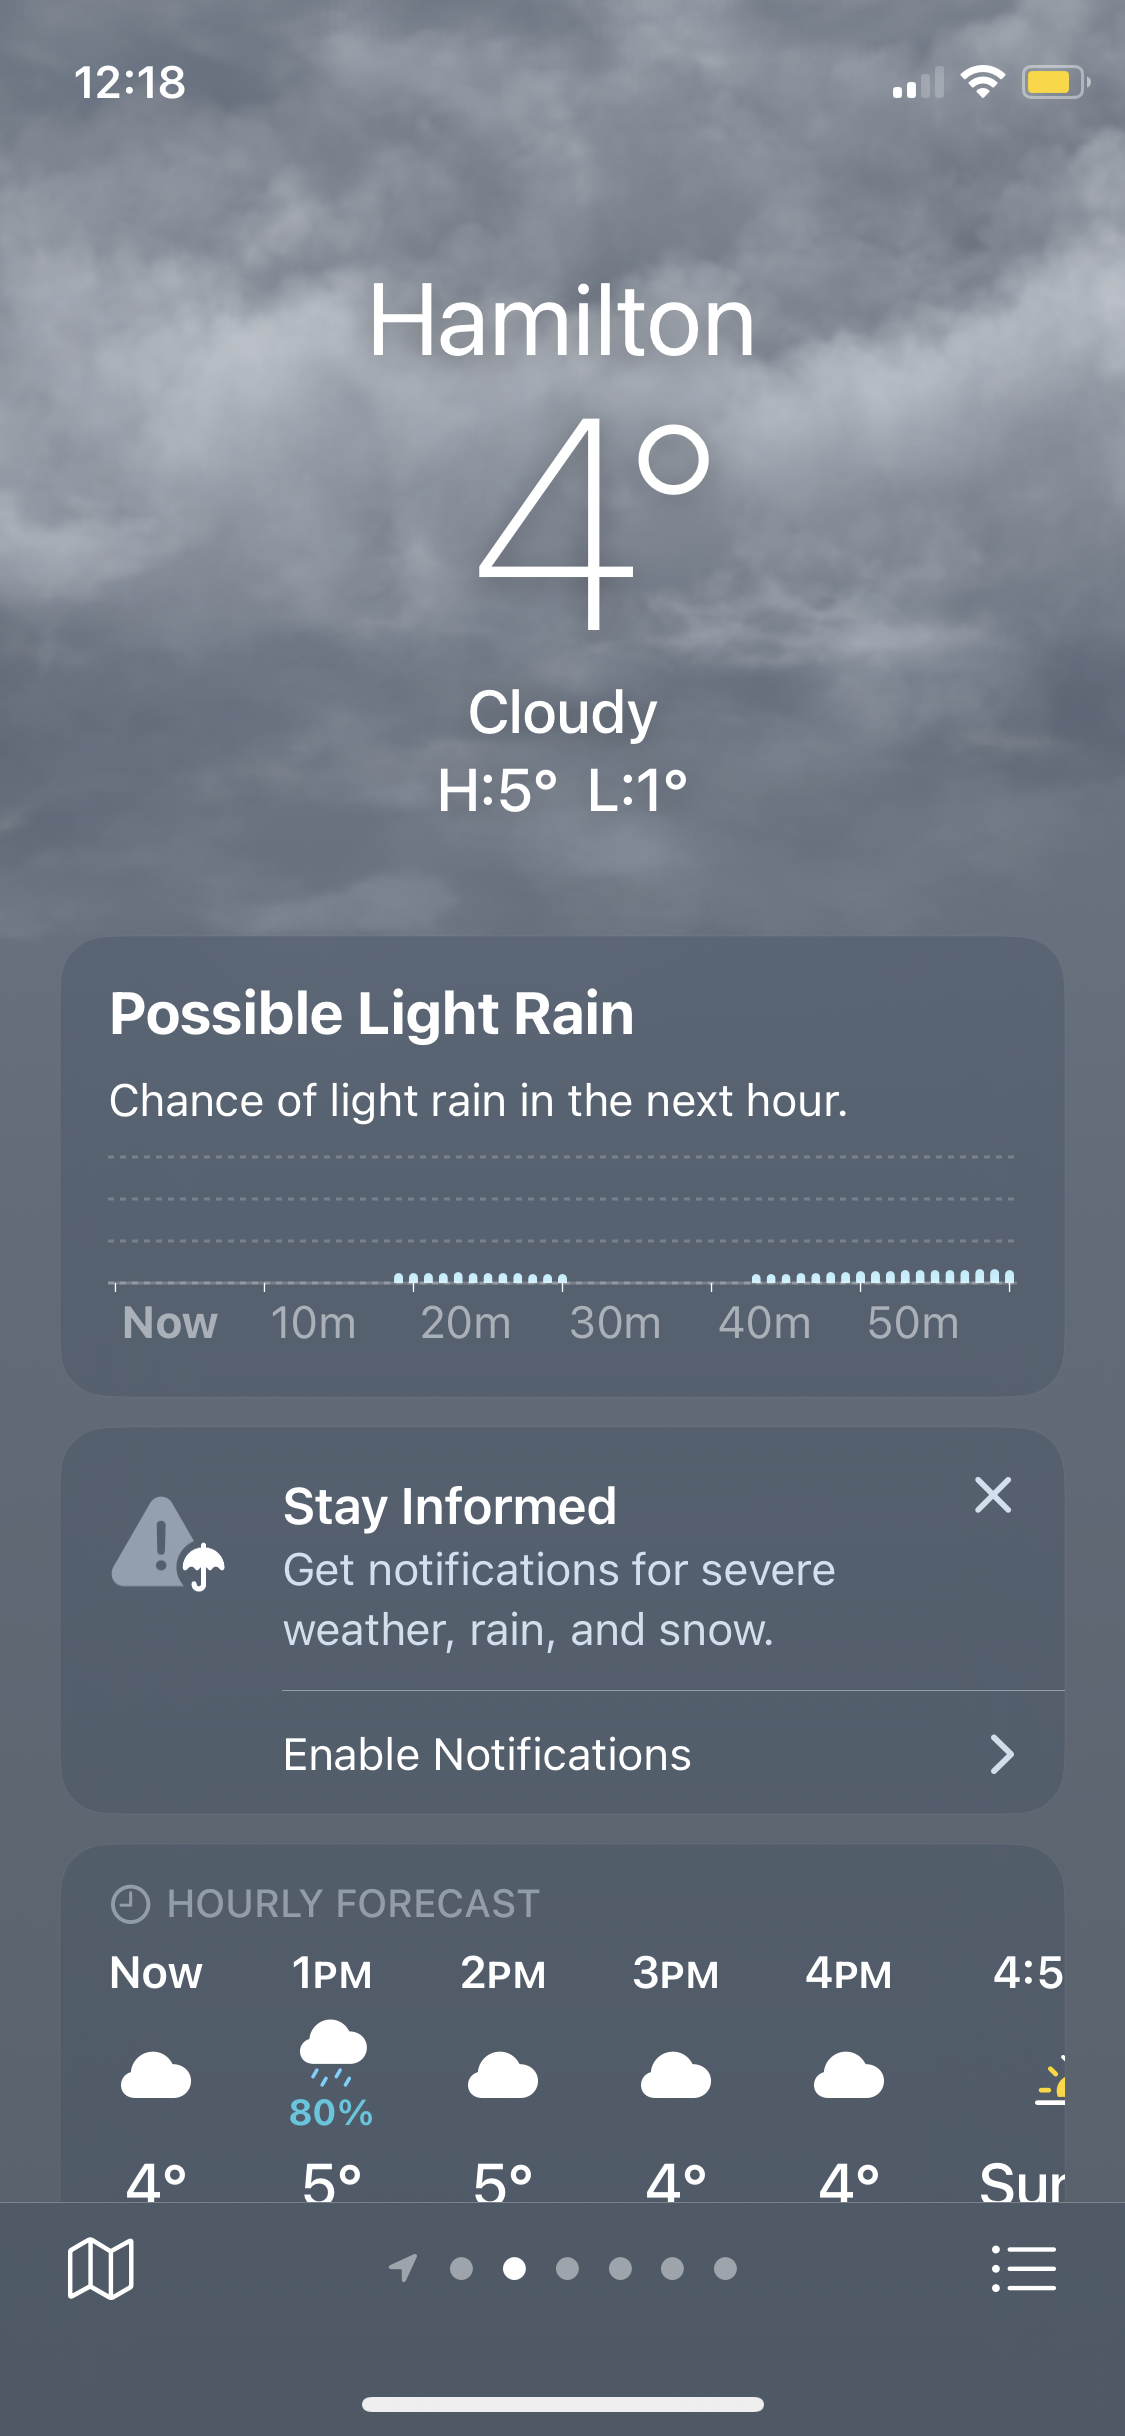 12:18
Hamilton
4°
Cloudy
H:5° L:1°
Possible Light Rain
Chance of light rain in the next hour.
Now 10m 20m 30m 40m 50m
Stay Informed
Get notifications for severe
weather, rain, and snow.
Enable Notifications
HOURLY FORECAST
Now 1PM 2PM 3PM 4PM 4:5
80%
4° 5° 5° 4° 4° Sun